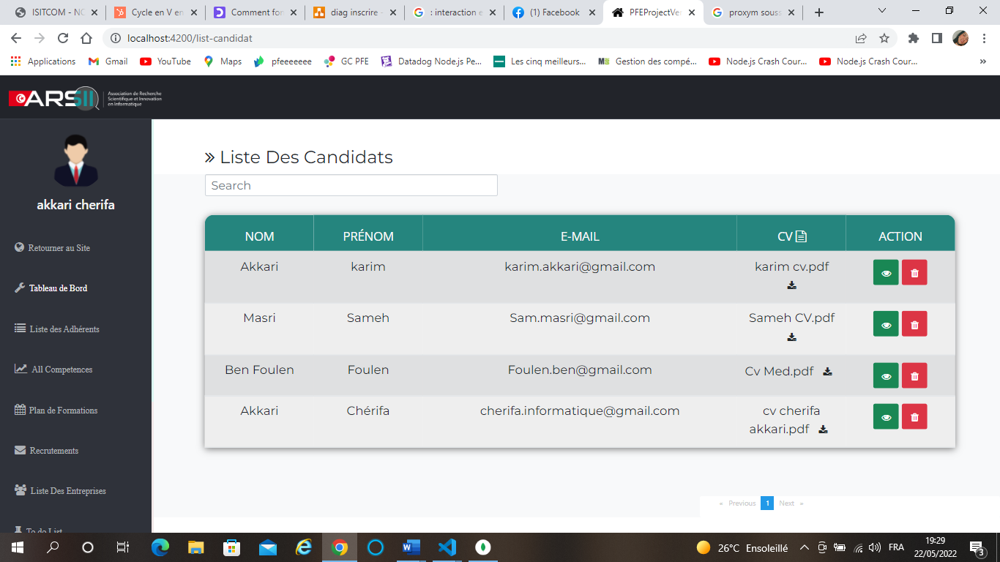 ISITCOM - NC
Cycle en V en
Comment fon
diag inscrire -
: interaction e
(1) Facebook
PFEProjectVer
proxym souss
localhost:4200/list-candidat
Applications
Gmail
YouTube
Maps
pfeeeeeee
GC PFE
Datadog Node.js Pe...
Les cinq meilleurs...
Gestion des compé...
Node.js Crash Cour...
Node.js Crash Cour...
»
ARSII
Association de Recherche
Scientifique et Innovation
en Informatique
akkari cherifa
Retourner au Site
Tableau de Bord
Liste des Adhérents
All Competences
Plan de Formations
Recrutements
Liste Des Entreprises
To do List
» Liste Des Candidats
Search
NOM PRÉNOM E-MAIL CV ACTION
Akkari karim karim.akkari@gmail.com karim cv.pdf
Masri Sameh Sam.masri@gmail.com Sameh CV.pdf
Ben Foulen Foulen Foulen.ben@gmail.com Cv Med.pdf
Akkari Chérifa cherifa.informatique@gmail.com cv cherifa
akkari.pdf
« Previous 1 Next »
26°C Ensoleillé
FRA
19:29
22/05/2022
3